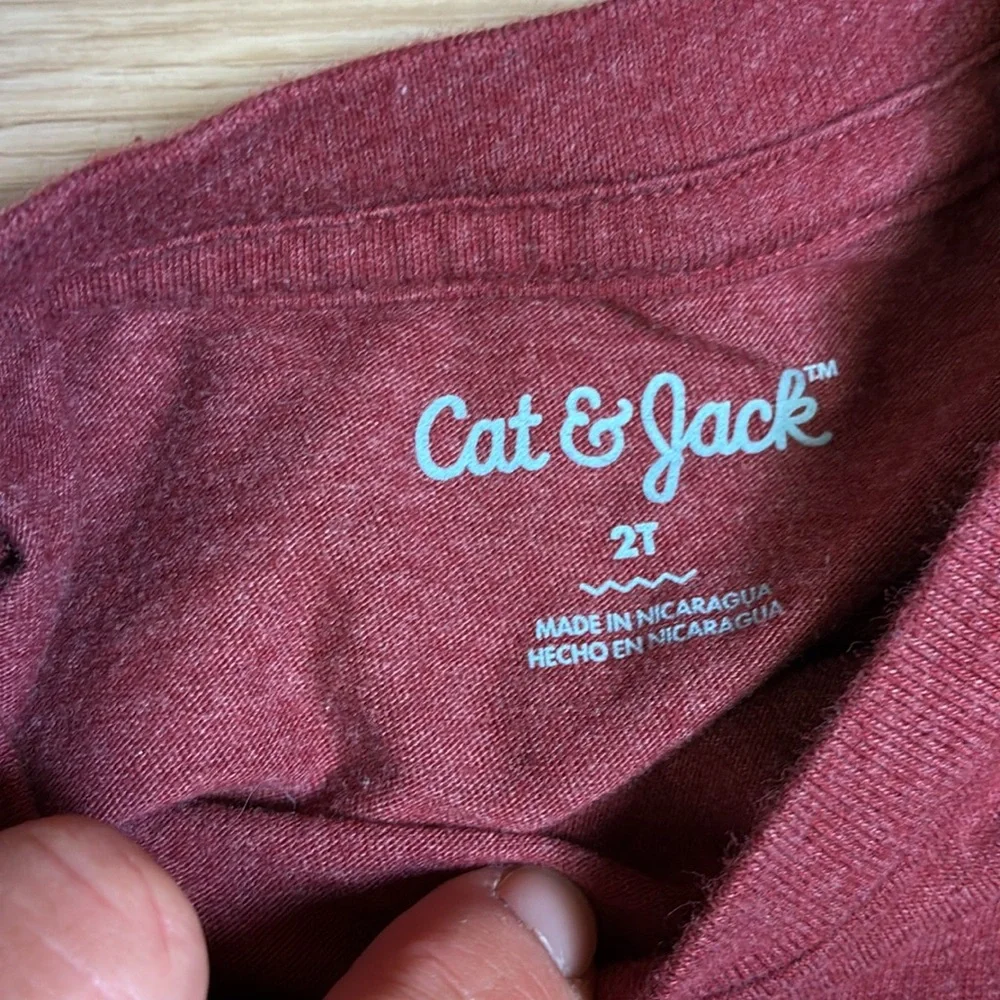 Cat & Jack™
2T
MADE IN NICARAGUA
HECHO EN NICARAGUA